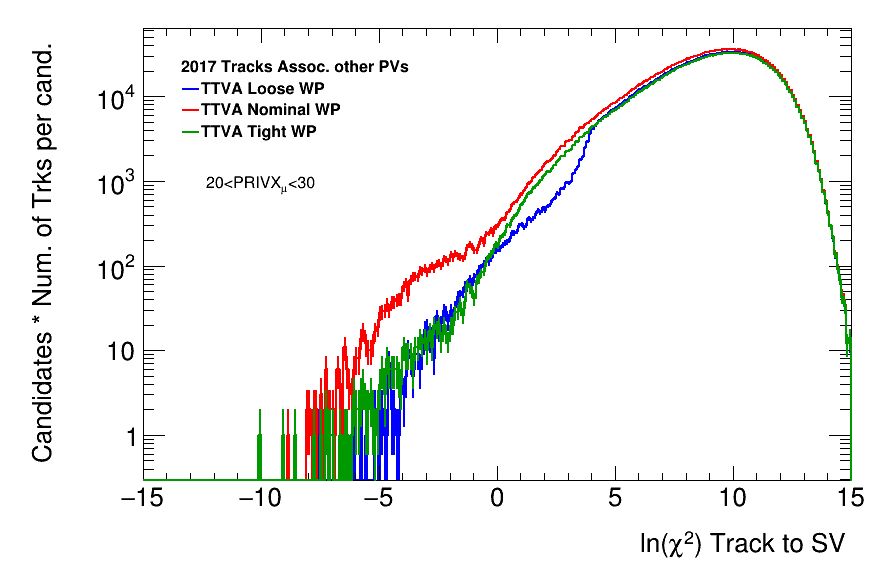 Candidates * Num. of Trks per cand.
2017 Tracks Assoc. other PVs
TTVA Loose WP
TTVA Nominal WP
TTVA Tight WP
20<PRIVXμ<30
10⁴
10³
10²
10
1
−15 −10 −5 0 5 10 15
ln(χ²) Track to SV